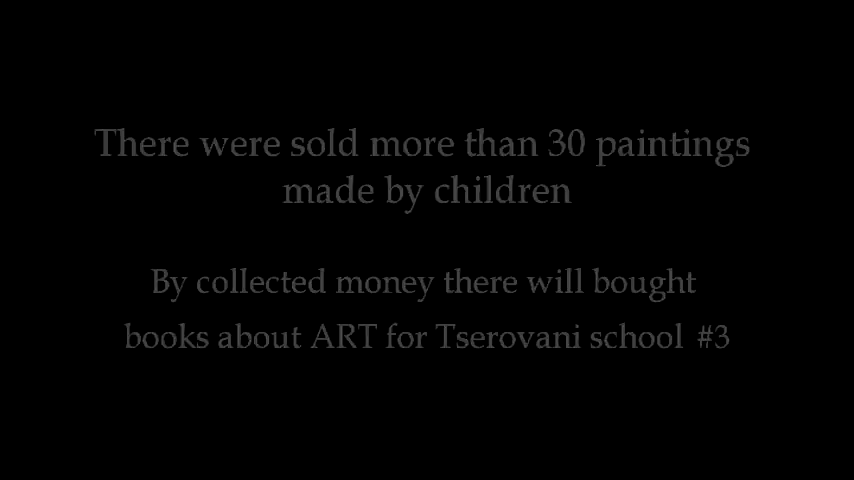 There were sold more than 30 paintings
made by children
By collected money there will bought
books about ART for Tserovani school #3